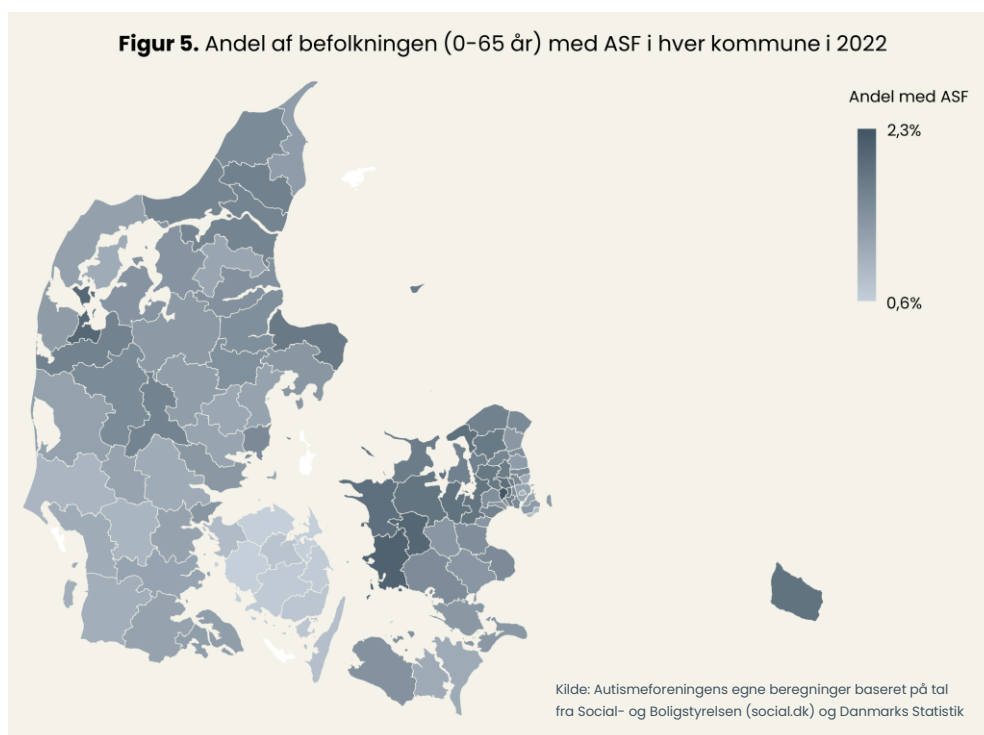 Figur 5. Andel af befolkningen (0-65 år) med ASF i hver kommune i 2022
Andel med ASF
2,3%
0,6%
Kilde: Autismeforeningens egne beregninger baseret på tal
fra Social- og Boligstyrelsen (social.dk) og Danmarks Statistik